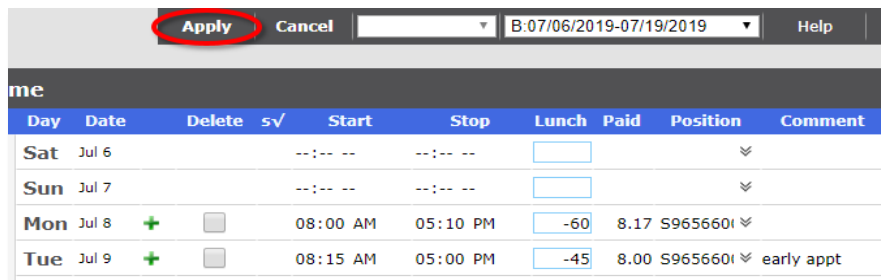 Apply Cancel B:07/06/2019-07/19/2019 Help
me
Day Date Delete s√ Start Stop Lunch Paid Position Comment
Sat Jul 6 --:-- -- --:-- --
Sun Jul 7 --:-- -- --:-- --
Mon Jul 8 08:00 AM 05:10 PM -60 8.17 S965660(
Tue Jul 9 08:15 AM 05:00 PM -45 8.00 S965660( early appt